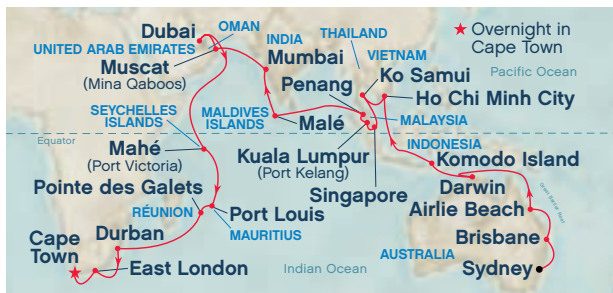 Dubai
OMAN
UNITED ARAB EMIRATES
INDIA
THAILAND
Overnight in
Cape Town
Muscat
(Mina Qaboos)
Mumbai
VIETNAM
Pacific Ocean
Penang
Ko Samui
Ho Chi Minh City
SEYCHELLES
ISLANDS
MALDIVES
ISLANDS
Malé
MALAYSIA
Equator
INDONESIA
Mahé
(Port Victoria)
Kuala Lumpur
(Port Kelang)
Komodo Island
Singapore
Darwin
Great Barrier Reef
Pointe des Galets
RÉUNION
Port Louis
MAURITIUS
Airlie Beach
Cape
Town
Durban
Brisbane
AUSTRALIA
East London
Indian Ocean
Sydney